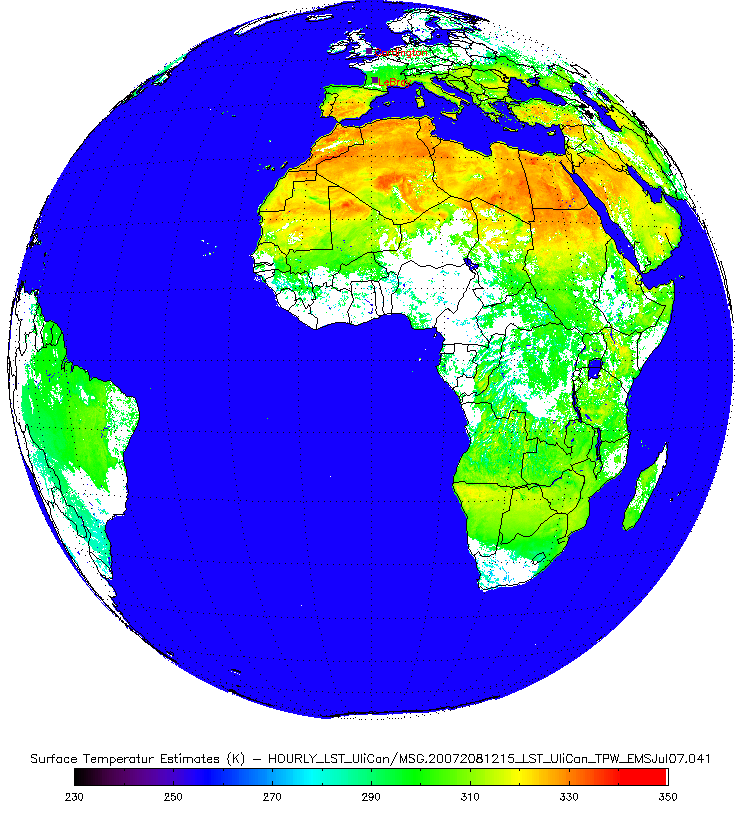 Surface Temperatur Estimates (K) – HOURLY_LST_UliCan/MSG.20072081215_LST_UliCan_TPW_EMSJul07.041
230 250 270 290 310 330 350